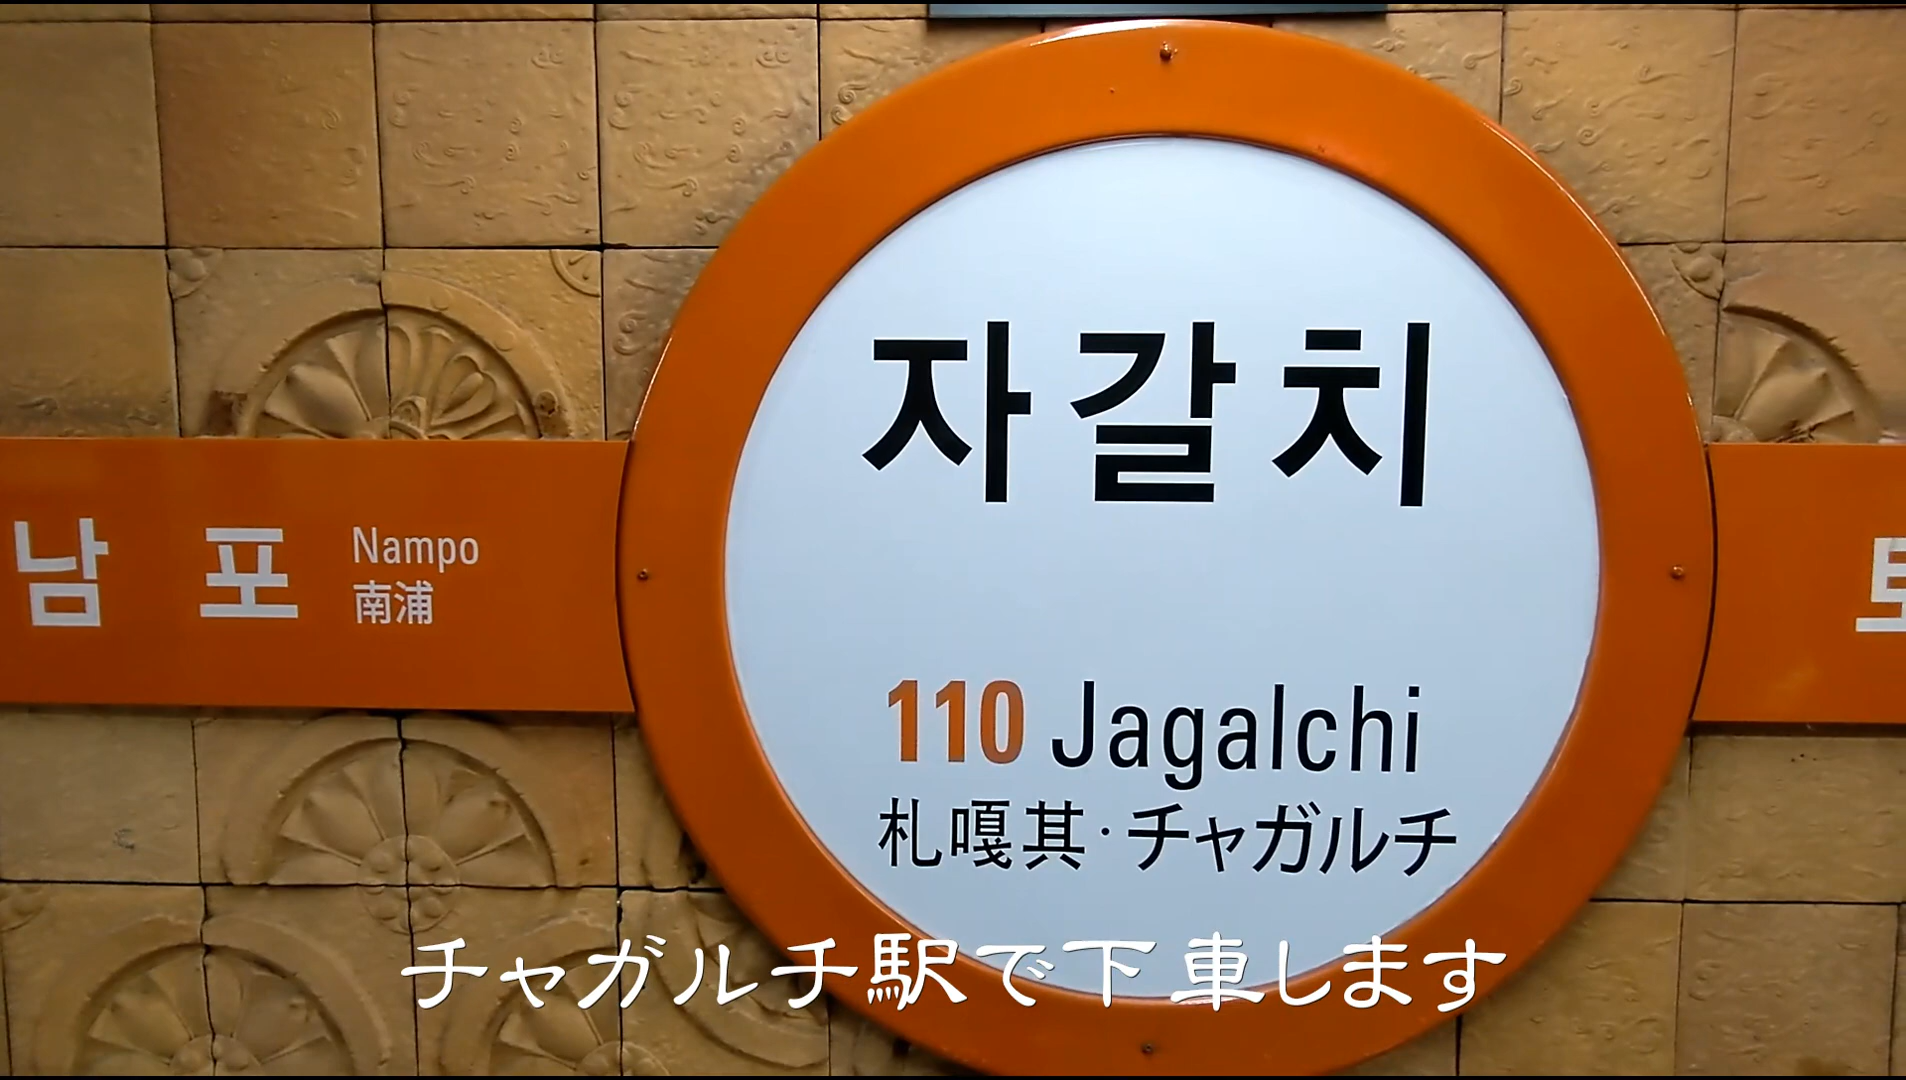 자갈치
남포
Nampo
南浦
110 Jagalchi
札嘎其·チャガルチ
チャガルチ駅で下車します